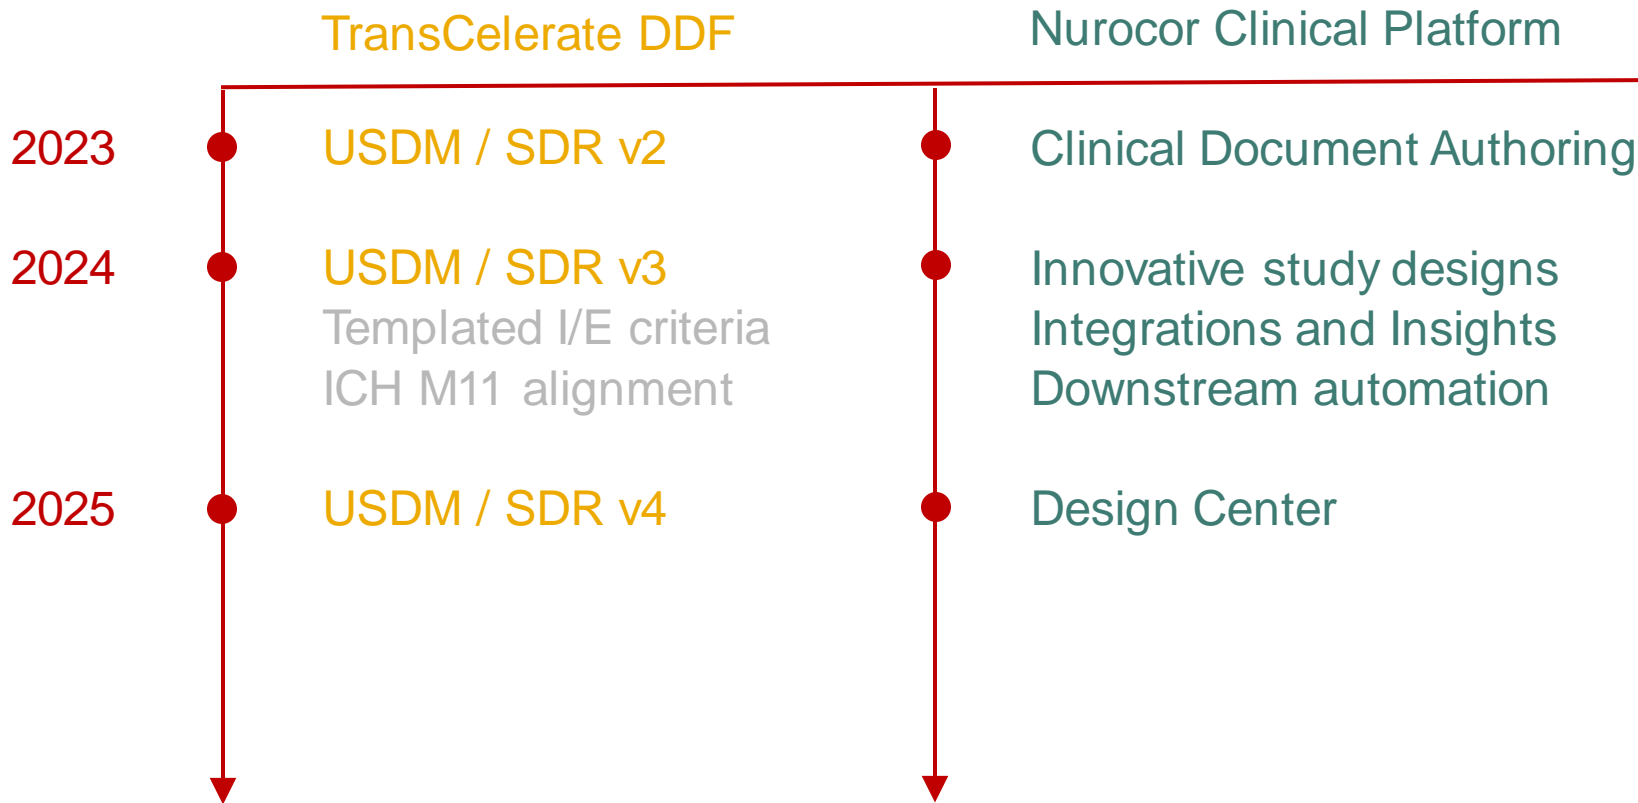 TransCelerate DDF
Nurocor Clinical Platform
2023
USDM / SDR v2
Clinical Document Authoring
2024
USDM / SDR v3
Templated I/E criteria
ICH M11 alignment
Innovative study designs
Integrations and Insights
Downstream automation
2025
USDM / SDR v4
Design Center